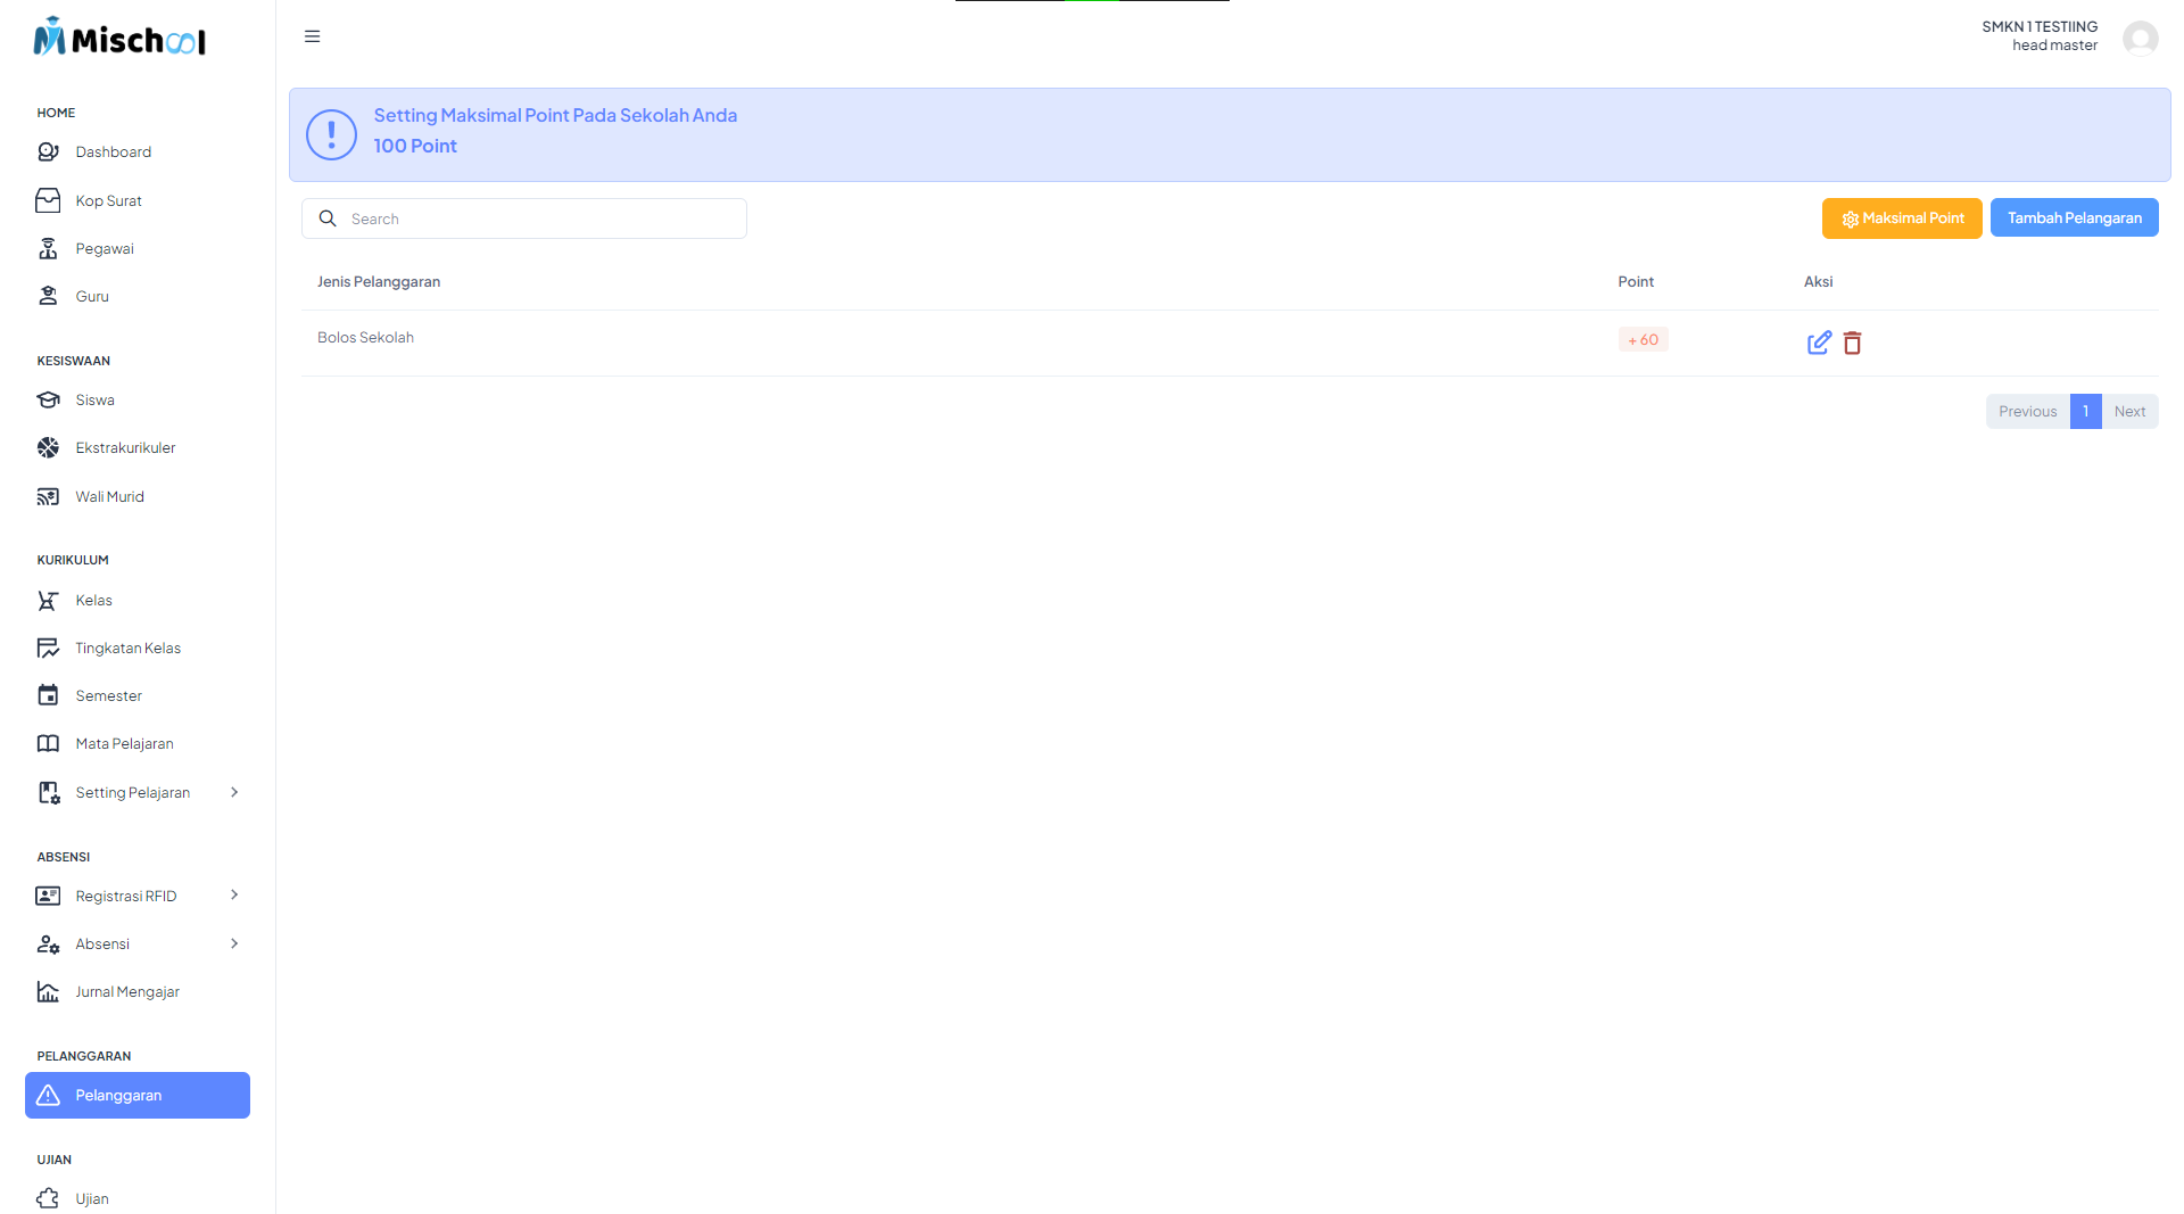 Mischool
SMKN 1 TESTIING
head master
HOME
Dashboard
Kop Surat
Pegawai
Guru
KESISWAAN
Siswa
Ekstrakurikuler
Wali Murid
KURIKULUM
Kelas
Tingkatan Kelas
Semester
Mata Pelajaran
Setting Pelajaran
ABSENSI
Registrasi RFID
Absensi
Jurnal Mengajar
PELANGGARAN
Pelanggaran
UJIAN
Ujian
Setting Maksimal Point Pada Sekolah Anda
100 Point
Search
Maksimal Point
Tambah Pelangaran
Jenis Pelanggaran Point Aksi
Bolos Sekolah + 60
Previous 1 Next